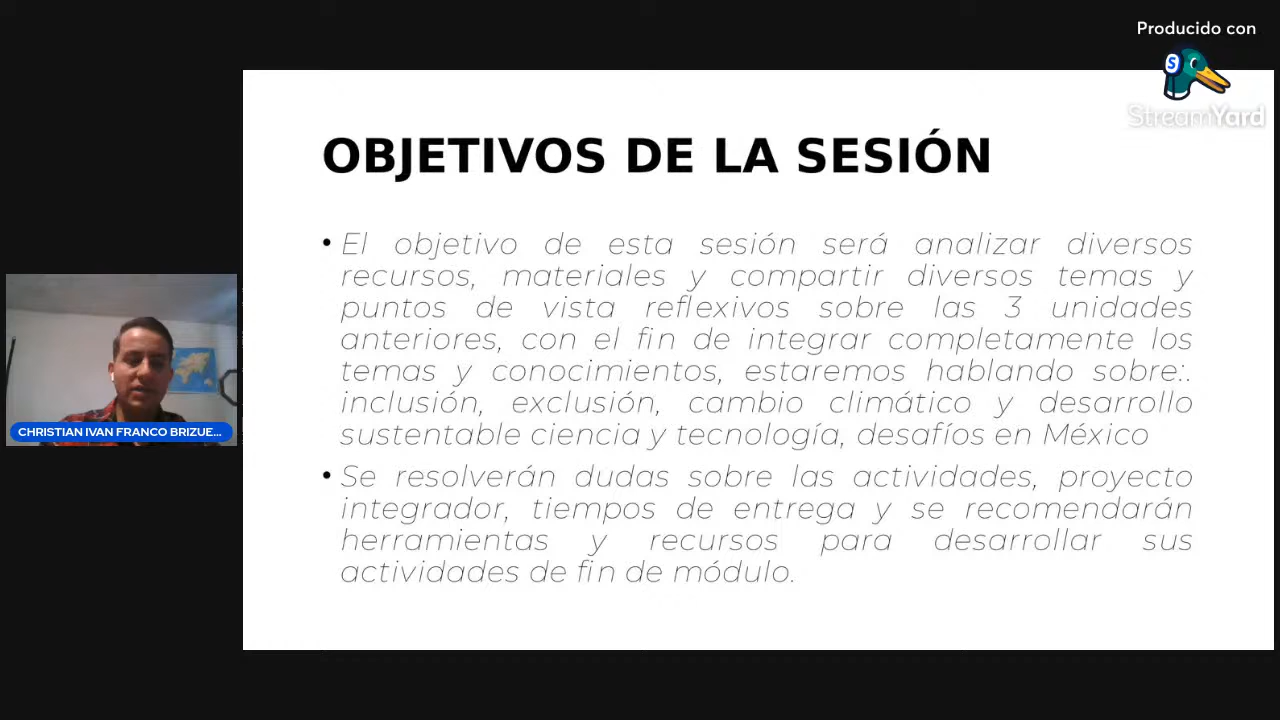 Producido con
StreamYard
OBJETIVOS DE LA SESIÓN
• El objetivo de esta sesión será analizar diversos
recursos, materiales y compartir diversos temas y
puntos de vista reflexivos sobre las 3 unidades
anteriores, con el fin de integrar completamente los
temas y conocimientos, estaremos hablando sobre:.
inclusión, exclusión, cambio climático y desarrollo
sustentable ciencia y tecnología, desafíos en México
• Se resolverán dudas sobre las actividades, proyecto
integrador, tiempos de entrega y se recomendarán
herramientas y recursos para desarrollar sus
actividades de fin de módulo.
CHRISTIAN IVAN FRANCO BRIZUE...